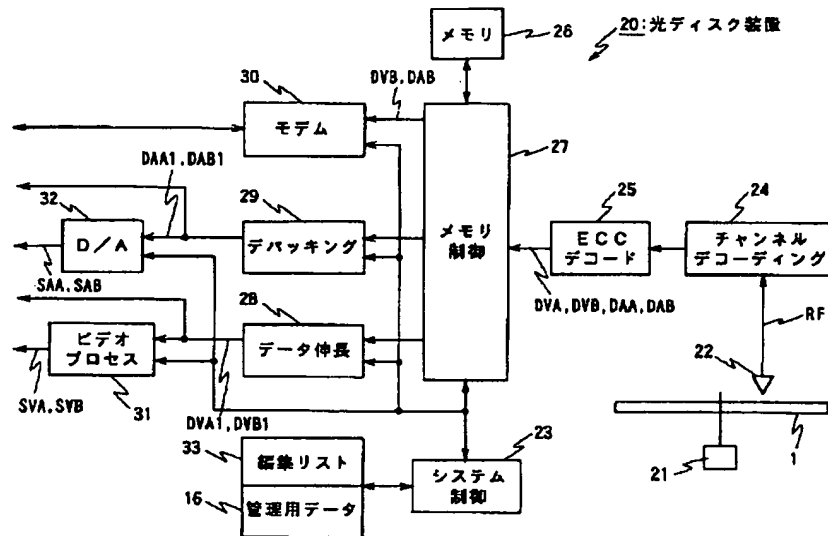 メモリ
26
20:光ディスク装置
30
DVB,DAB
モデム
27
DAA1,DAB1
32
29
25
24
D/A
デパッキング
メモリ
制御
ECC
デコード
チャンネル
デコーディング
SAA,SAB
28
DVA,DVB,DAA,DAB
RF
ビデオ
プロセス
データ伸長
22
SVA,SVB
31
DVA1,DVB1
33
23
1
編集リスト
システム
制御
21
16
管理用データ